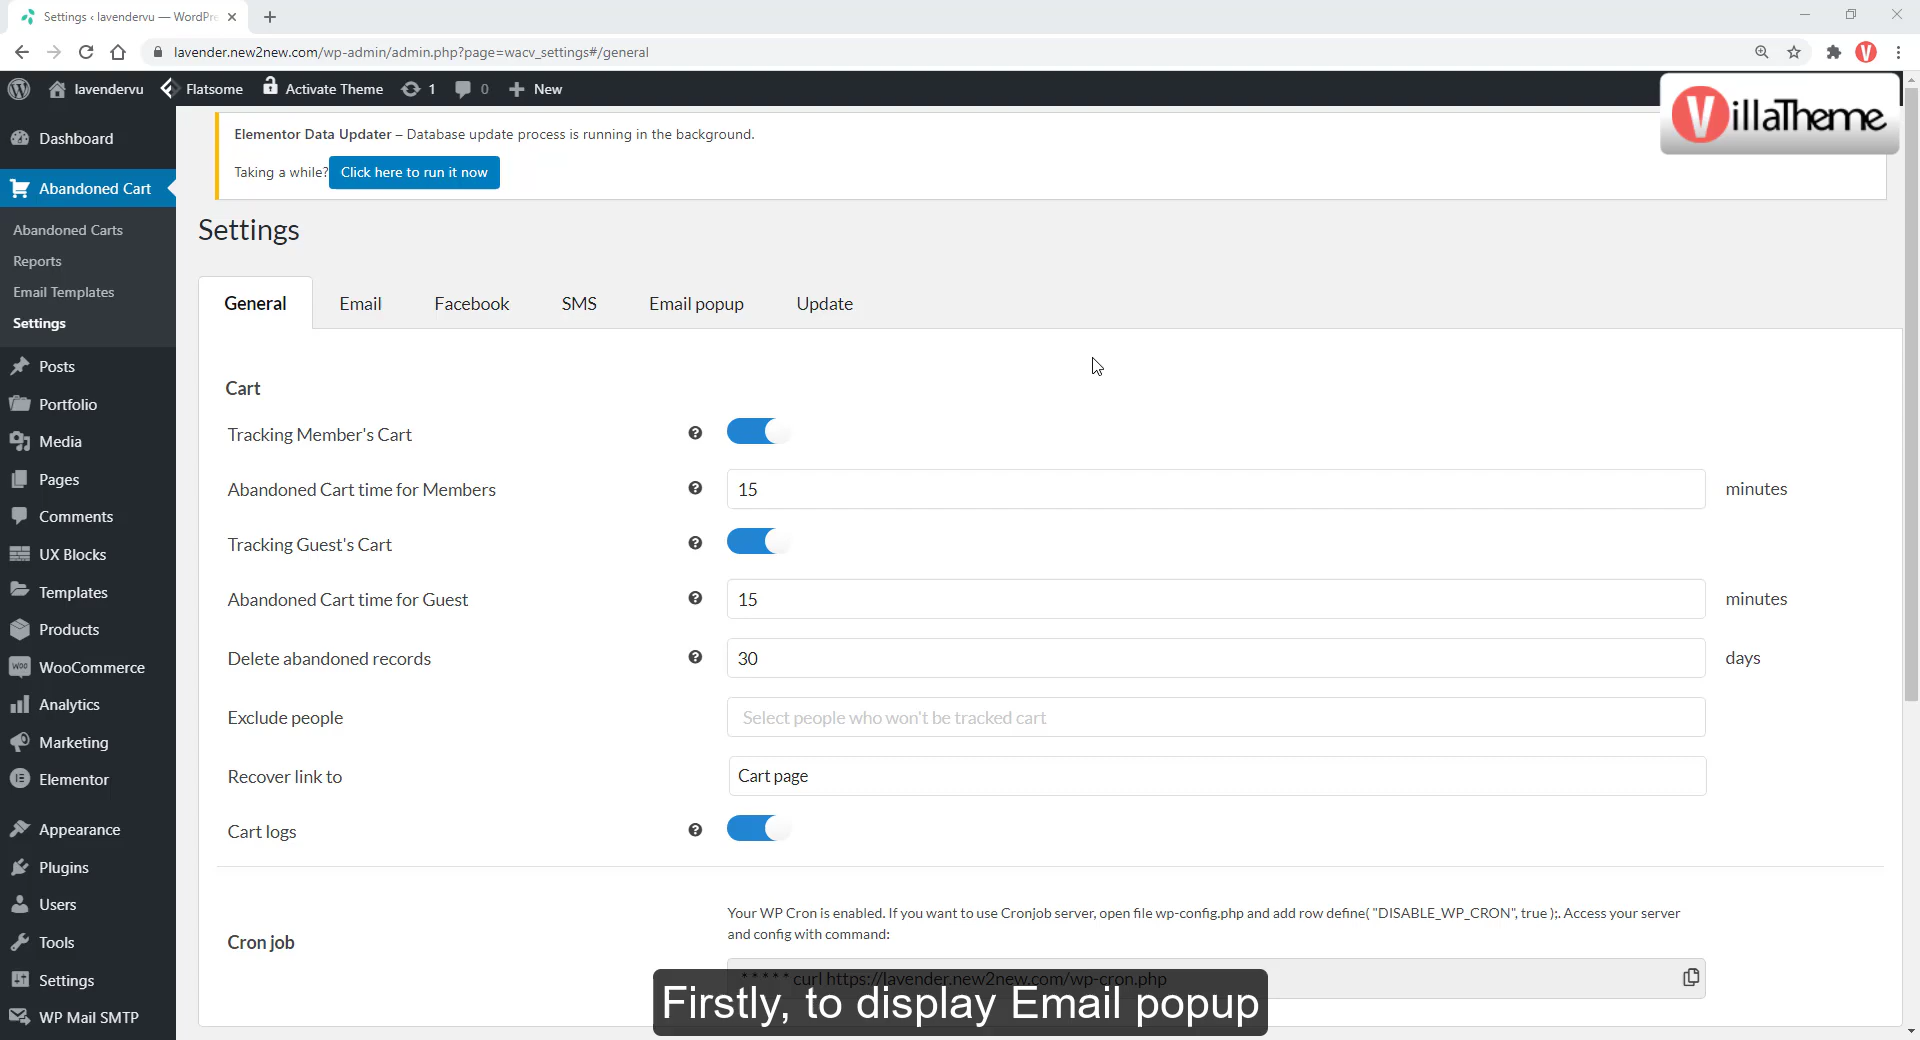 Settings ‹ lavendervu — WordPre
lavender.new2new.com/wp-admin/admin.php?page=wacv_settings#/general
lavendervu
Flatsome
Activate Theme
1
0
New
VillaTheme
Dashboard
Abandoned Cart
Abandoned Carts
Reports
Email Templates
Settings
Posts
Portfolio
Media
Pages
Comments
UX Blocks
Templates
Products
WooCommerce
Analytics
Marketing
Elementor
Appearance
Plugins
Users
Tools
Settings
WP Mail SMTP
Elementor Data Updater – Database update process is running in the background.
Taking a while? Click here to run it now
Settings
General Email Facebook SMS Email popup Update
Cart
Tracking Member's Cart
Abandoned Cart time for Members 15 minutes
Tracking Guest's Cart
Abandoned Cart time for Guest 15 minutes
Delete abandoned records 30 days
Exclude people Select people who won't be tracked cart
Recover link to Cart page
Cart logs
Your WP Cron is enabled. If you want to use Cronjob server, open file wp-config.php and add row define( "DISABLE_WP_CRON", true );. Access your server
and config with command:
Cron job
* * * * * curl https://lavender.new2new.com/wp-cron.php
Firstly, to display Email popup